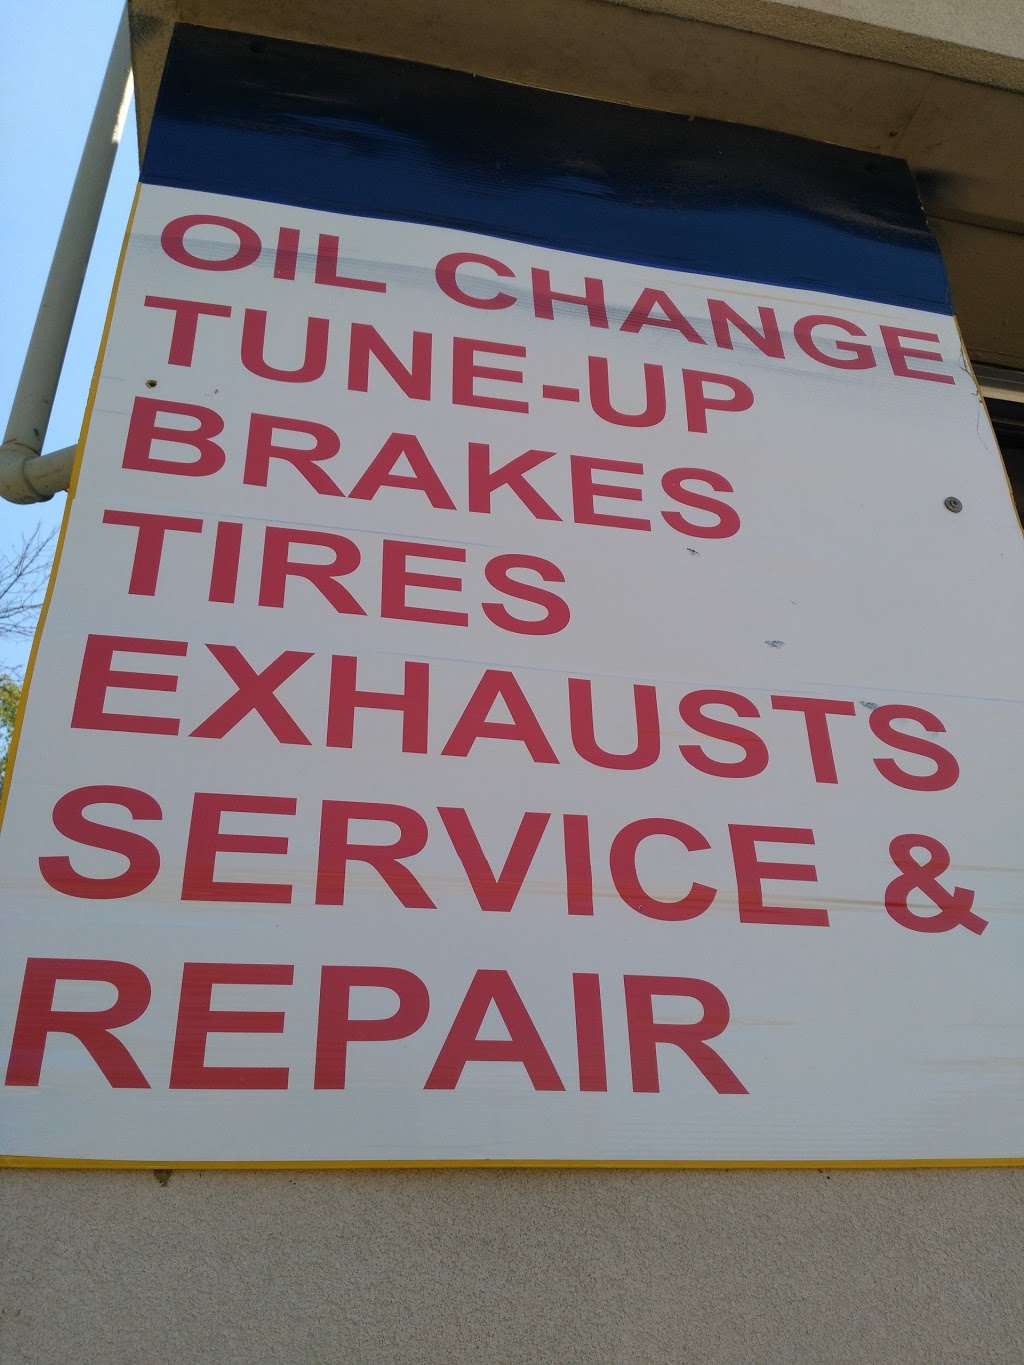 OIL CHANGE
TUNE-UP
BRAKES
TIRES
EXHAUSTS
SERVICE &
REPAIR